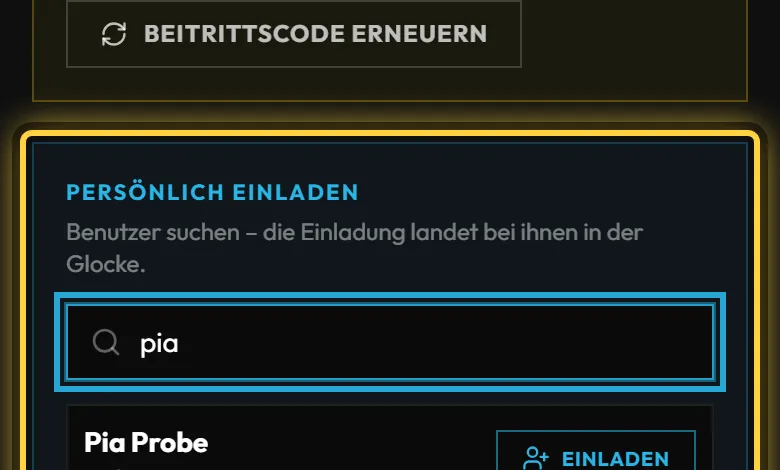 BEITRITTSCODE ERNEUERN
PERSÖNLICH EINLADEN
Benutzer suchen – die Einladung landet bei ihnen in der
Glocke.
pia
Pia Probe
EINLADEN